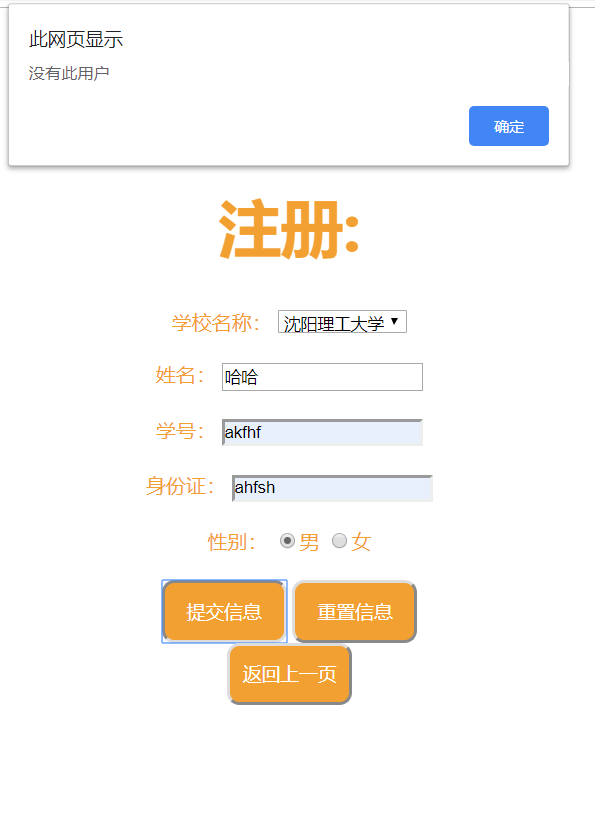 此网页显示
没有此用户
确定
注册:
学校名称： 沈阳理工大学
姓名： 哈哈
学号： akfhf
身份证： ahfsh
性别： 男 女
提交信息 重置信息
返回上一页